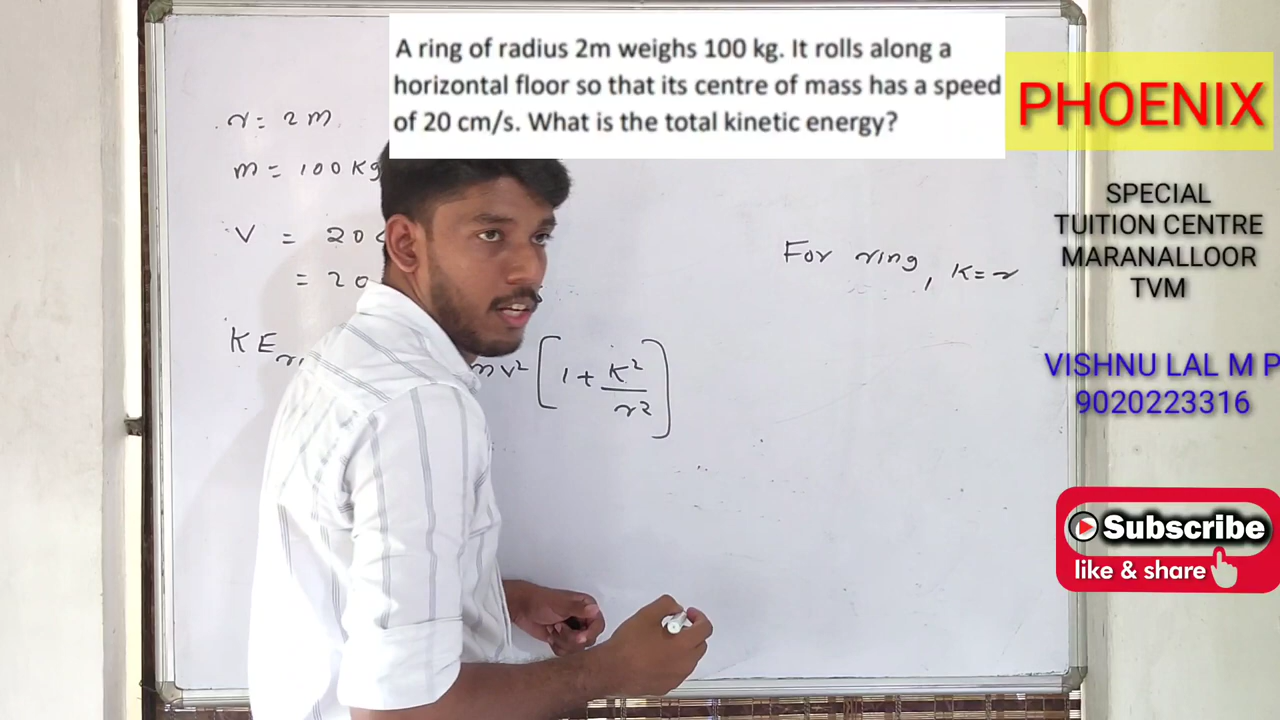 A ring of radius 2m weighs 100 kg. It rolls along a
horizontal floor so that its centre of mass has a speed
of 20 cm/s. What is the total kinetic energy?
PHOENIX
SPECIAL
TUITION CENTRE
MARANALLOOR
TVM
VISHNU LAL M P
9020223316
Subscribe
like & share
r = 2 m
m = 100 Kg
V = 20
= 20
KE
mv² [1 + K²/r²]
For ring, K = r